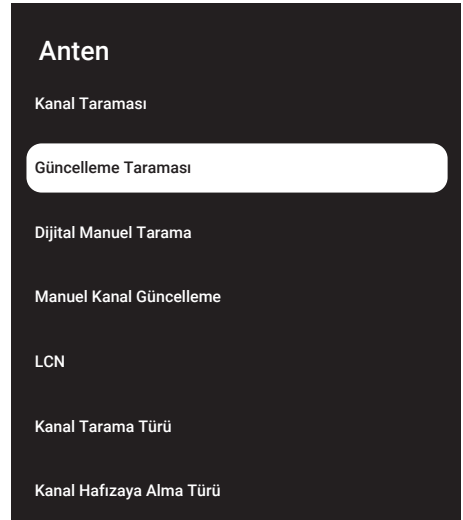 Anten
Kanal Taraması
Güncelleme Taraması
Dijital Manuel Tarama
Manuel Kanal Güncelleme
LCN
Kanal Tarama Türü
Kanal Hafızaya Alma Türü